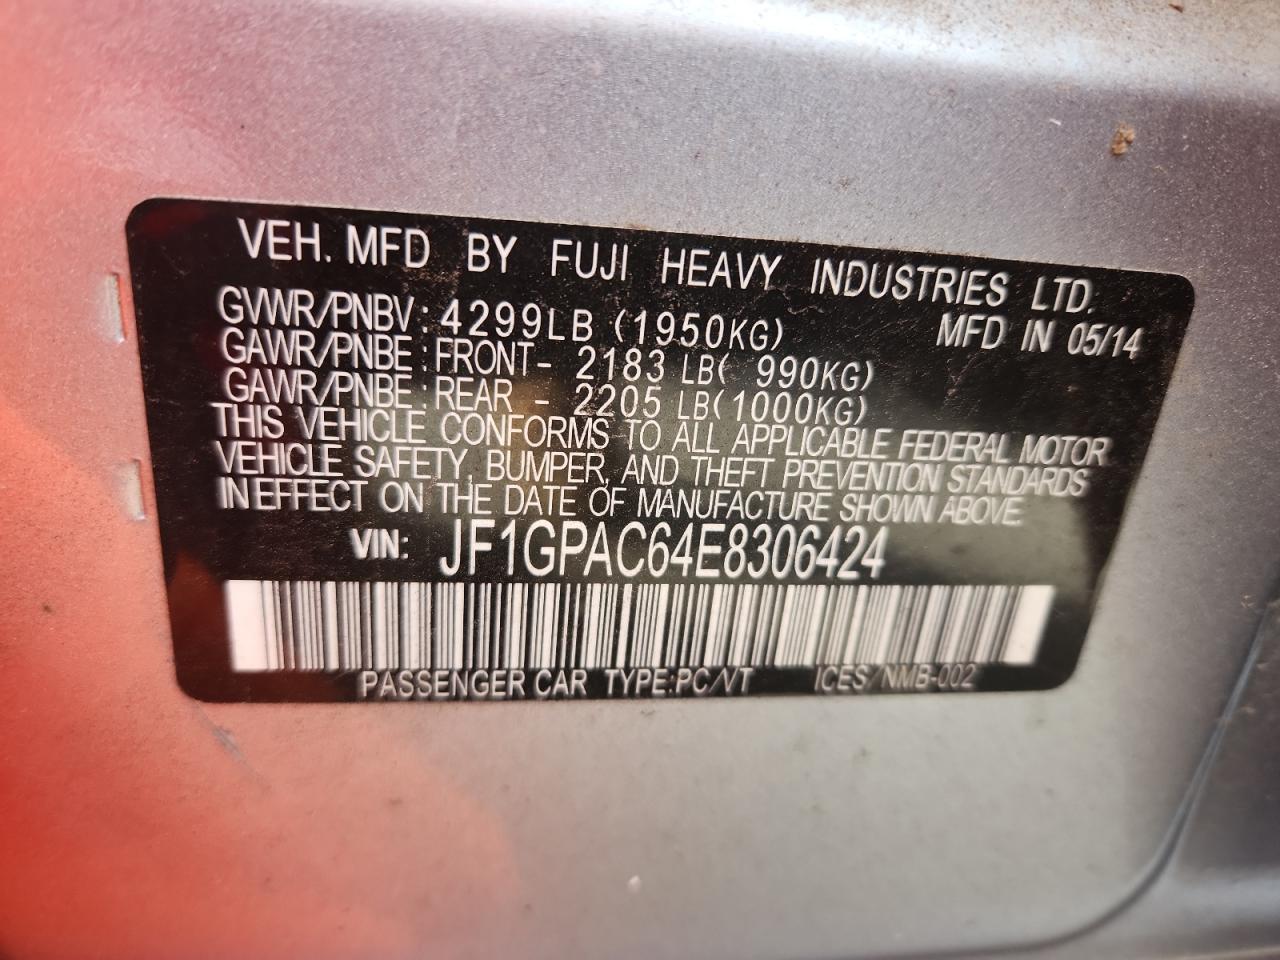 VEH. MFD BY FUJI HEAVY INDUSTRIES LTD.
GVWR/PNBV: 4299LB (1950KG) MFD IN 05/14
GAWR/PNBE: FRONT- 2183 LB( 990KG)
GAWR/PNBE: REAR - 2205 LB(1000KG)
THIS VEHICLE CONFORMS TO ALL APPLICABLE FEDERAL MOTOR
VEHICLE SAFETY, BUMPER, AND THEFT PREVENTION STANDARDS
IN EFFECT ON THE DATE OF MANUFACTURE SHOWN ABOVE.
VIN: JF1GPAC64E8306424
PASSENGER CAR TYPE:PC/VT ICES/NMB-002